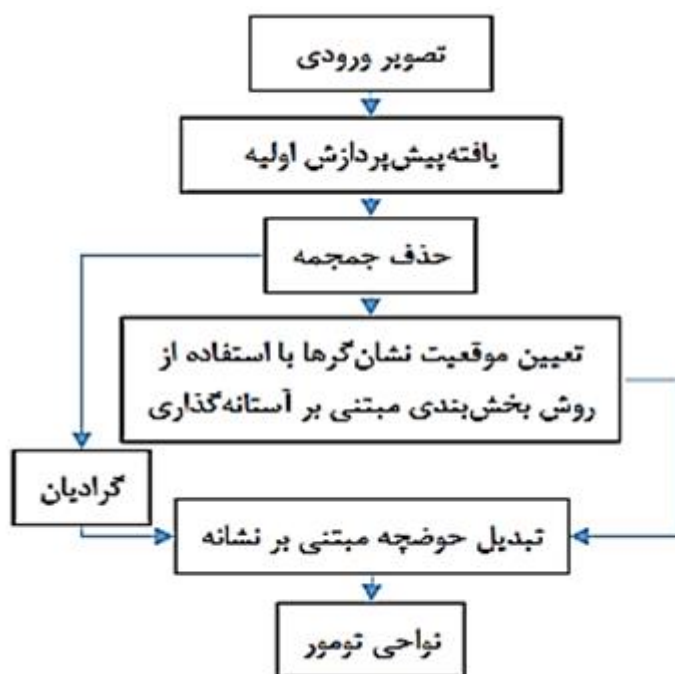 تصویر ورودی
یافته‌پیش‌پردازش اولیه
حذف جمجمه
تعیین موقعیت نشان‌گرها با استفاده از
روش بخش‌بندی مبتنی بر آستانه‌گذاری
گرادیان
تبدیل حوضچه مبتنی بر نشانه
نواحی تومور